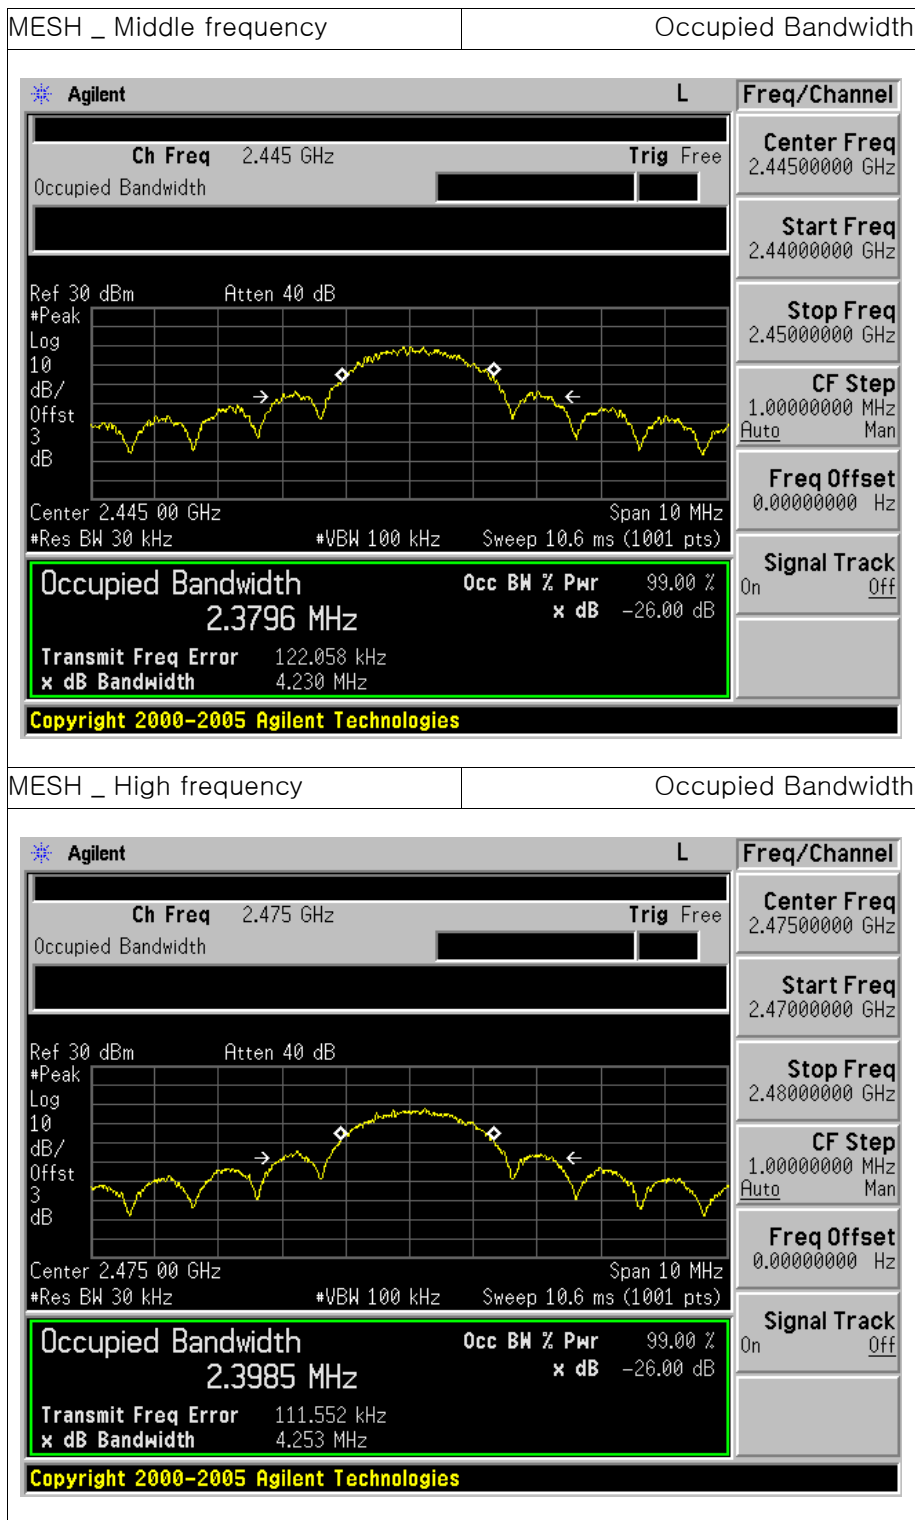 MESH _ Middle frequency Occupied Bandwidth
Agilent L Freq/Channel
Ch Freq 2.445 GHz Trig Free
Occupied Bandwidth
Center Freq
2.44500000 GHz
Start Freq
2.44000000 GHz
Stop Freq
2.45000000 GHz
CF Step
1.00000000 MHz
Auto Man
Freq Offset
0.00000000 Hz
Signal Track
On Off
Ref 30 dBm Atten 40 dB
#Peak
Log
10
dB/
Offst
3
dB
Center 2.445 00 GHz Span 10 MHz
#Res BW 30 kHz #VBW 100 kHz Sweep 10.6 ms (1001 pts)
Occupied Bandwidth Occ BW % Pwr 99.00 %
2.3796 MHz x dB -26.00 dB
Transmit Freq Error 122.058 kHz
x dB Bandwidth 4.230 MHz
Copyright 2000-2005 Agilent Technologies
MESH _ High frequency Occupied Bandwidth
Agilent L Freq/Channel
Ch Freq 2.475 GHz Trig Free
Occupied Bandwidth
Center Freq
2.47500000 GHz
Start Freq
2.47000000 GHz
Stop Freq
2.48000000 GHz
CF Step
1.00000000 MHz
Auto Man
Freq Offset
0.00000000 Hz
Signal Track
On Off
Ref 30 dBm Atten 40 dB
#Peak
Log
10
dB/
Offst
3
dB
Center 2.475 00 GHz Span 10 MHz
#Res BW 30 kHz #VBW 100 kHz Sweep 10.6 ms (1001 pts)
Occupied Bandwidth Occ BW % Pwr 99.00 %
2.3985 MHz x dB -26.00 dB
Transmit Freq Error 111.552 kHz
x dB Bandwidth 4.253 MHz
Copyright 2000-2005 Agilent Technologies